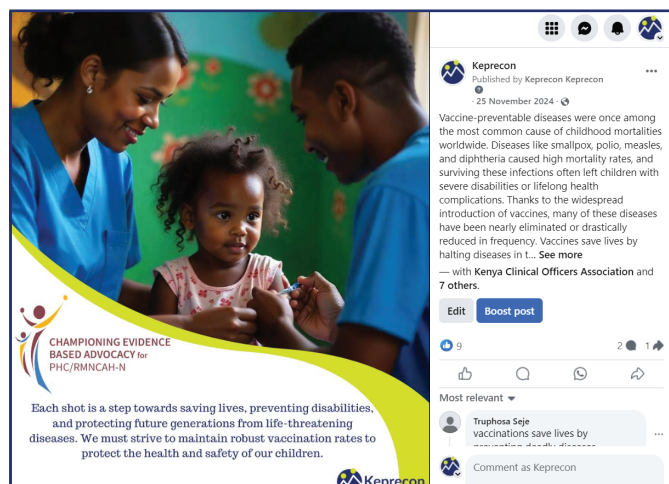 CHAMPIONING EVIDENCE
BASED ADVOCACY for
PHC/RMNCAH-N
Each shot is a step towards saving lives, preventing disabilities,
and protecting future generations from life-threatening
diseases. We must strive to maintain robust vaccination rates to
protect the health and safety of our children.
Keprecon
Keprecon
Published by Keprecon Keprecon
· 25 November 2024 ·
Vaccine-preventable diseases were once among
the most common cause of childhood mortalities
worldwide. Diseases like smallpox, polio, measles,
and diphtheria caused high mortality rates, and
surviving these infections often left children with
severe disabilities or lifelong health
complications. Thanks to the widespread
introduction of vaccines, many of these diseases
have been nearly eliminated or drastically
reduced in frequency. Vaccines save lives by
halting diseases in t... See more
— with Kenya Clinical Officers Association and
7 others.
Edit
Boost post
9
2
1
Most relevant
Truphosa Seje
vaccinations save lives by
preventing deadly diseases
Comment as Keprecon